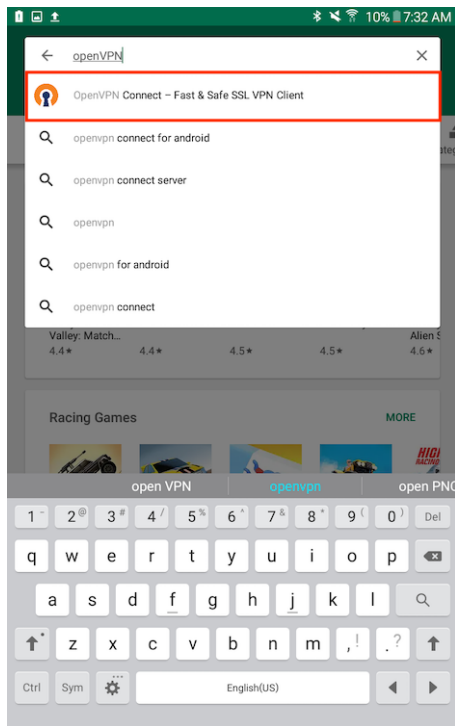 10% 7:32 AM
openVPN
OpenVPN Connect – Fast & Safe SSL VPN Client
openvpn connect for android
openvpn connect server
openvpn
openvpn for android
openvpn connect
Valley: Match... Alien
4.4★ 4.4★ 4.5★ 4.5★ 4.6★
Racing Games MORE
open VPN openvpn open PNG
1 - 2 @ 3 # 4 / 5 % 6 ^ 7 & 8 * 9 ( 0 ) Del
q w e r t y u i o p
a s d f g h j k l
z x c v b n m , ! . ?
Ctrl Sym English(US)